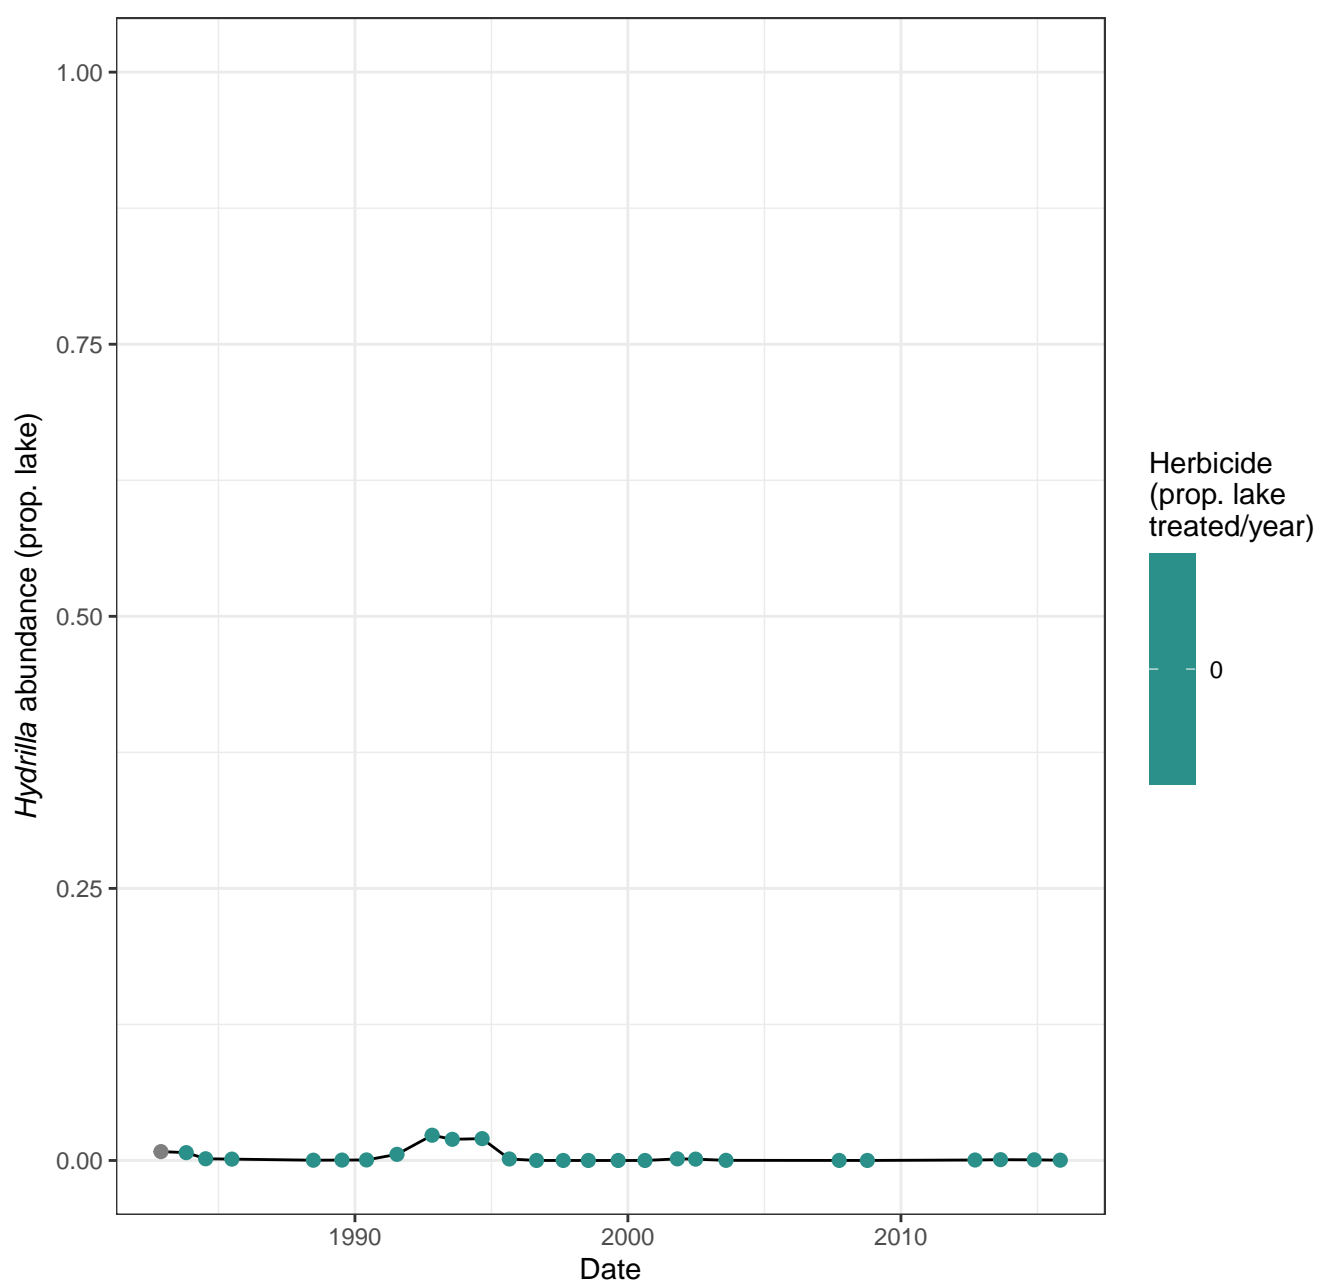 1.00
0.75
0.50
0.25
0.00
Hydrilla abundance (prop. lake)
1990
2000
2010
Date
Herbicide
(prop. lake
treated/year)
0